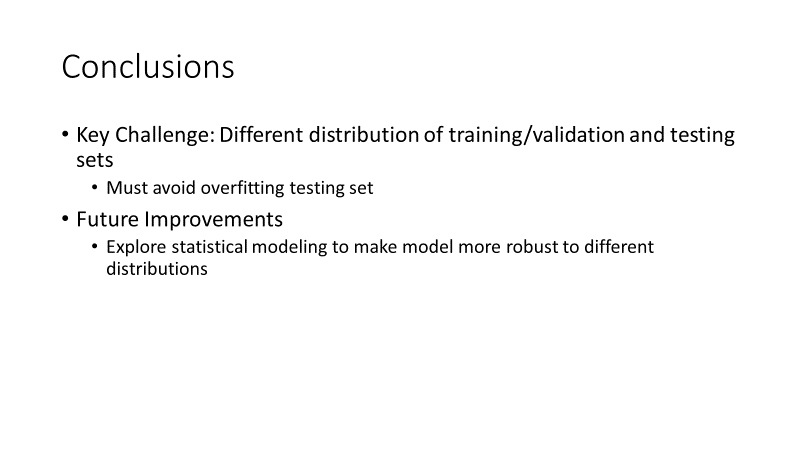 Conclusions
• Key Challenge: Different distribution of training/validation and testing
sets
• Must avoid overfitting testing set
• Future Improvements
• Explore statistical modeling to make model more robust to different
distributions